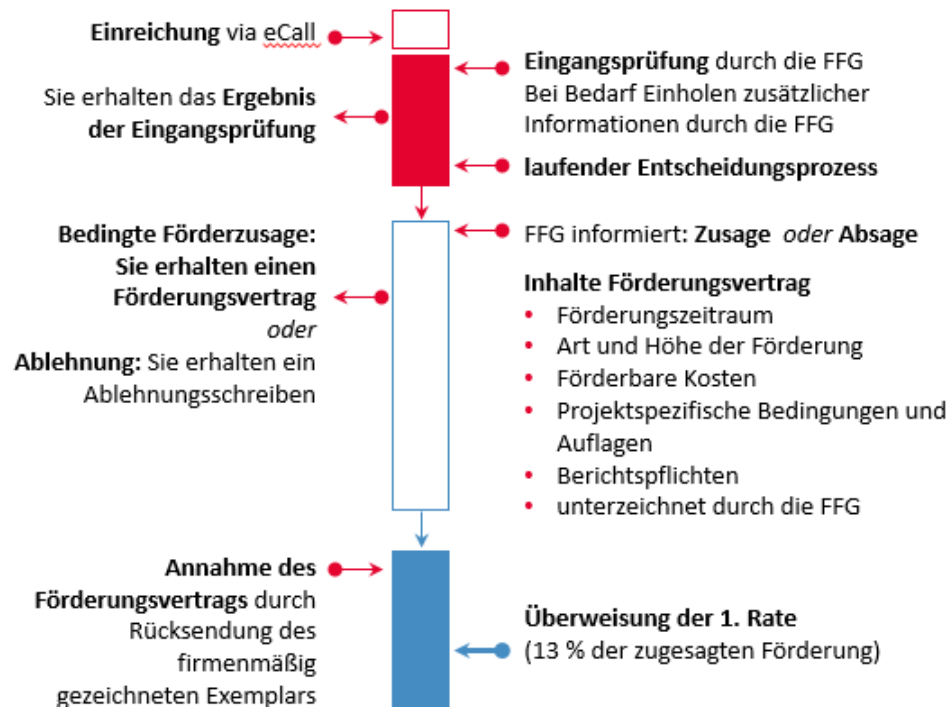 Einreichung via eCall
Eingangsprüfung durch die FFG
Bei Bedarf Einholen zusätzlicher
Informationen durch die FFG
Sie erhalten das Ergebnis
der Eingangsprüfung
laufender Entscheidungsprozess
FFG informiert: Zusage oder Absage
Bedingte Förderzusage:
Sie erhalten einen
Förderungsvertrag
oder
Ablehnung: Sie erhalten ein
Ablehnungsschreiben
Inhalte Förderungsvertrag
• Förderungszeitraum
• Art und Höhe der Förderung
• Förderbare Kosten
• Projektspezifische Bedingungen und
Auflagen
• Berichtspflichten
• unterzeichnet durch die FFG
Annahme des
Förderungsvertrags durch
Rücksendung des
firmenmäßig
gezeichneten Exemplars
Überweisung der 1. Rate
(13 % der zugesagten Förderung)